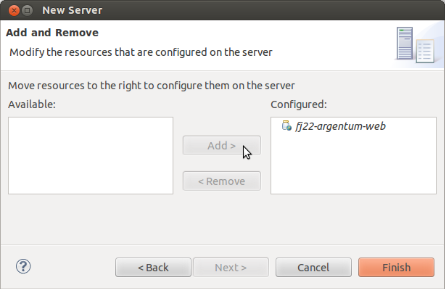 New Server
Add and Remove
Modify the resources that are configured on the server
Move resources to the right to configure them on the server
Available:
Configured:
fj22-argentum-web
Add >
< Remove
?
< Back
Next >
Cancel
Finish